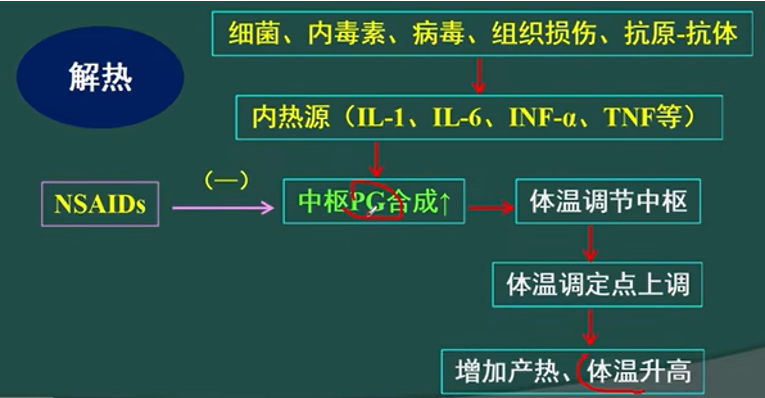 细菌、内毒素、病毒、组织损伤、抗原-抗体
解热
内热源（IL-1、IL-6、INF-α、TNF等）
（—）
NSAIDs
中枢PG合成↑
体温调节中枢
体温调定点上调
增加产热、体温升高